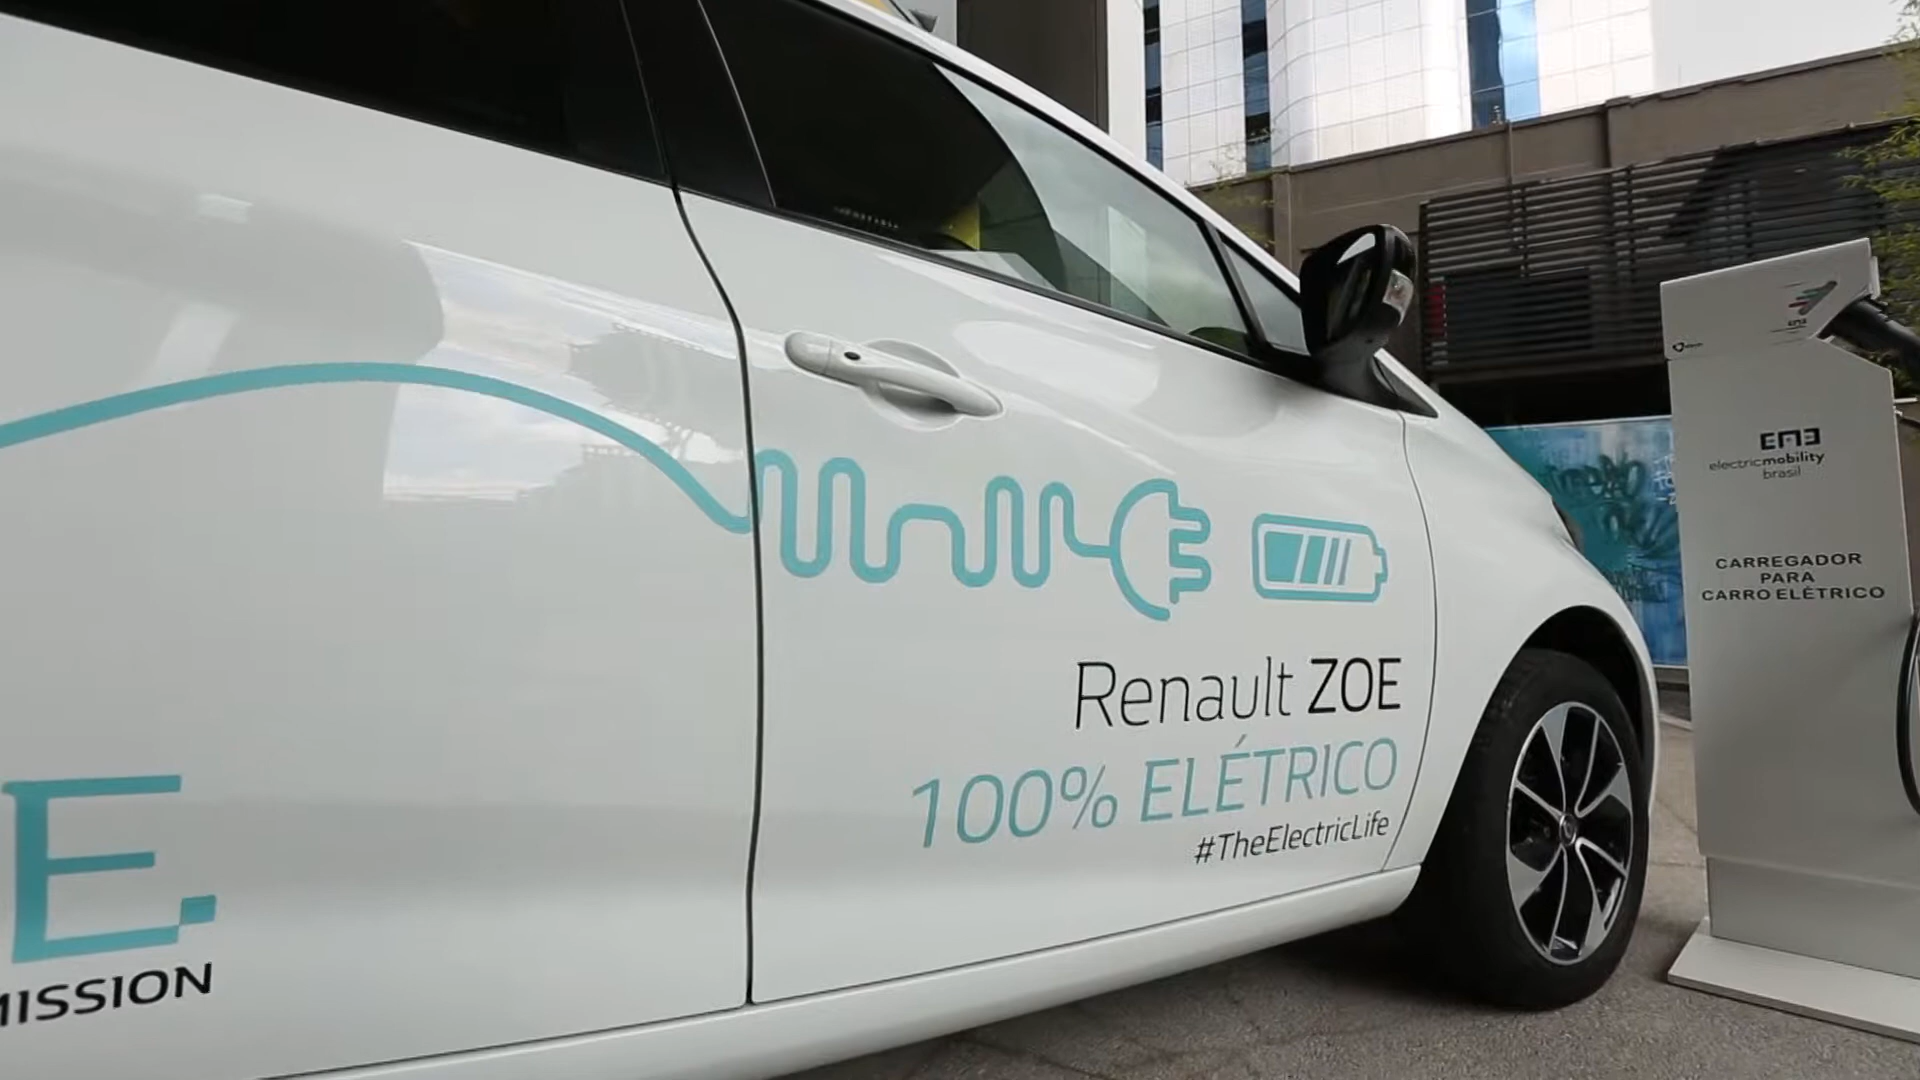 E.
MISSION
Renault ZOE
100% ELÉTRICO
#TheElectricLife
electricmobility
brasil
CARREGADOR
PARA
CARRO ELÉTRICO